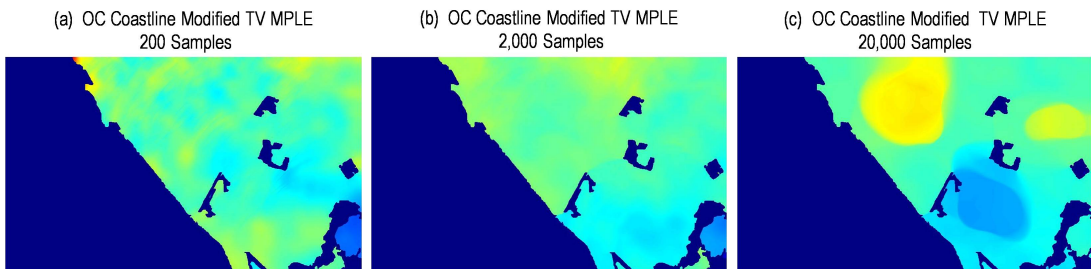 (a) OC Coastline Modified TV MPLE
200 Samples
(b) OC Coastline Modified TV MPLE
2,000 Samples
(c) OC Coastline Modified TV MPLE
20,000 Samples